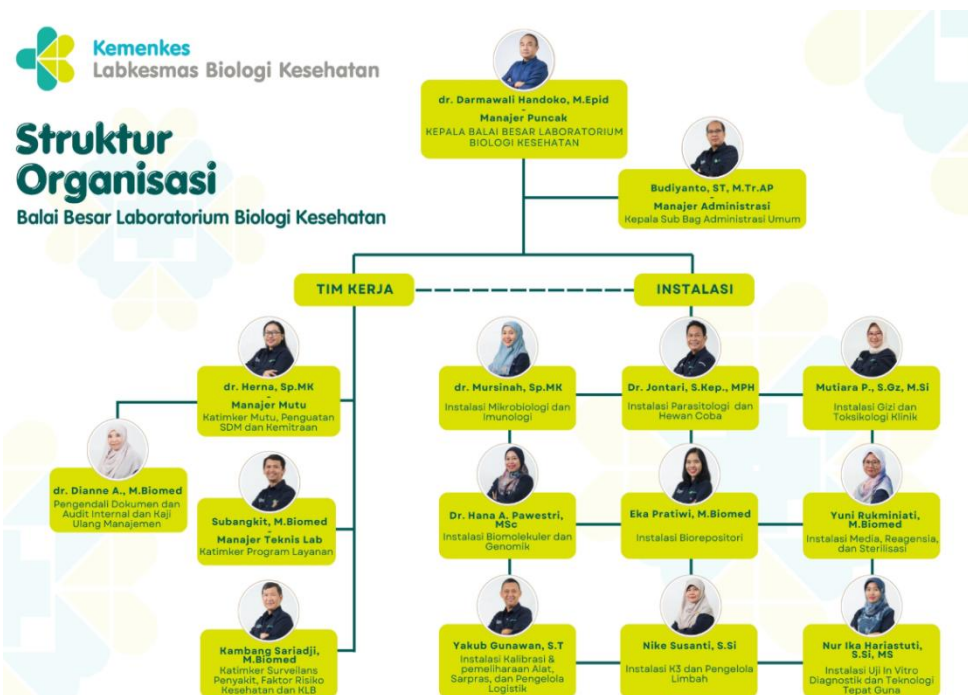 Kemenkes
Labkesmas Biologi Kesehatan
Struktur
Organisasi
Balai Besar Laboratorium Biologi Kesehatan
dr. Darmawali Handoko, M.Epid
-
Manajer Puncak
KEPALA BALAI BESAR LABORATORIUM
BIOLOGI KESEHATAN
Budiyanto, ST, M.Tr.AP
-
Manajer Administrasi
Kepala Sub Bag Administrasi Umum
TIM KERJA
INSTALASI
dr. Herna, Sp.MK
-
Manajer Mutu
Katimker Mutu, Penguatan
SDM dan Kemitraan
dr. Dianne A., M.Biomed
Pengendali Dokumen dan
Audit Internal dan Kaji
Ulang Manajemen
Subangkit, M.Biomed
-
Manajer Teknis Lab
Katimker Program Layanan
Kambang Sariadji,
M.Biomed
Katimker Surveilans
Penyakit, Faktor Risiko
Kesehatan dan KLB
dr. Mursinah, Sp.MK
Instalasi Mikrobiologi dan
Imunologi
Dr. Jontari, S.Kep., MPH
Instalasi Parasitologi dan
Hewan Coba
Mutiara P., S.Gz, M.Si
Instalasi Gizi dan
Toksikologi Klinik
Dr. Hana A. Pawestri,
MSc
Instalasi Biomolekuler dan
Genomik
Eka Pratiwi, M.Biomed
Instalasi Biorepositori
Yuni Rukminiati,
M.Biomed
Instalasi Media, Reagensia,
dan Sterilisasi
Yakub Gunawan, S.T
Instalasi Kalibrasi &
pemeliharaan Alat,
Sarpras, dan Pengelola
Logistik
Nike Susanti, S.Si
Instalasi K3 dan Pengelola
Limbah
Nur Ika Hariastuti,
S.Si, MS
Instalasi Uji In Vitro
Diagnostik dan Teknologi
Tepat Guna